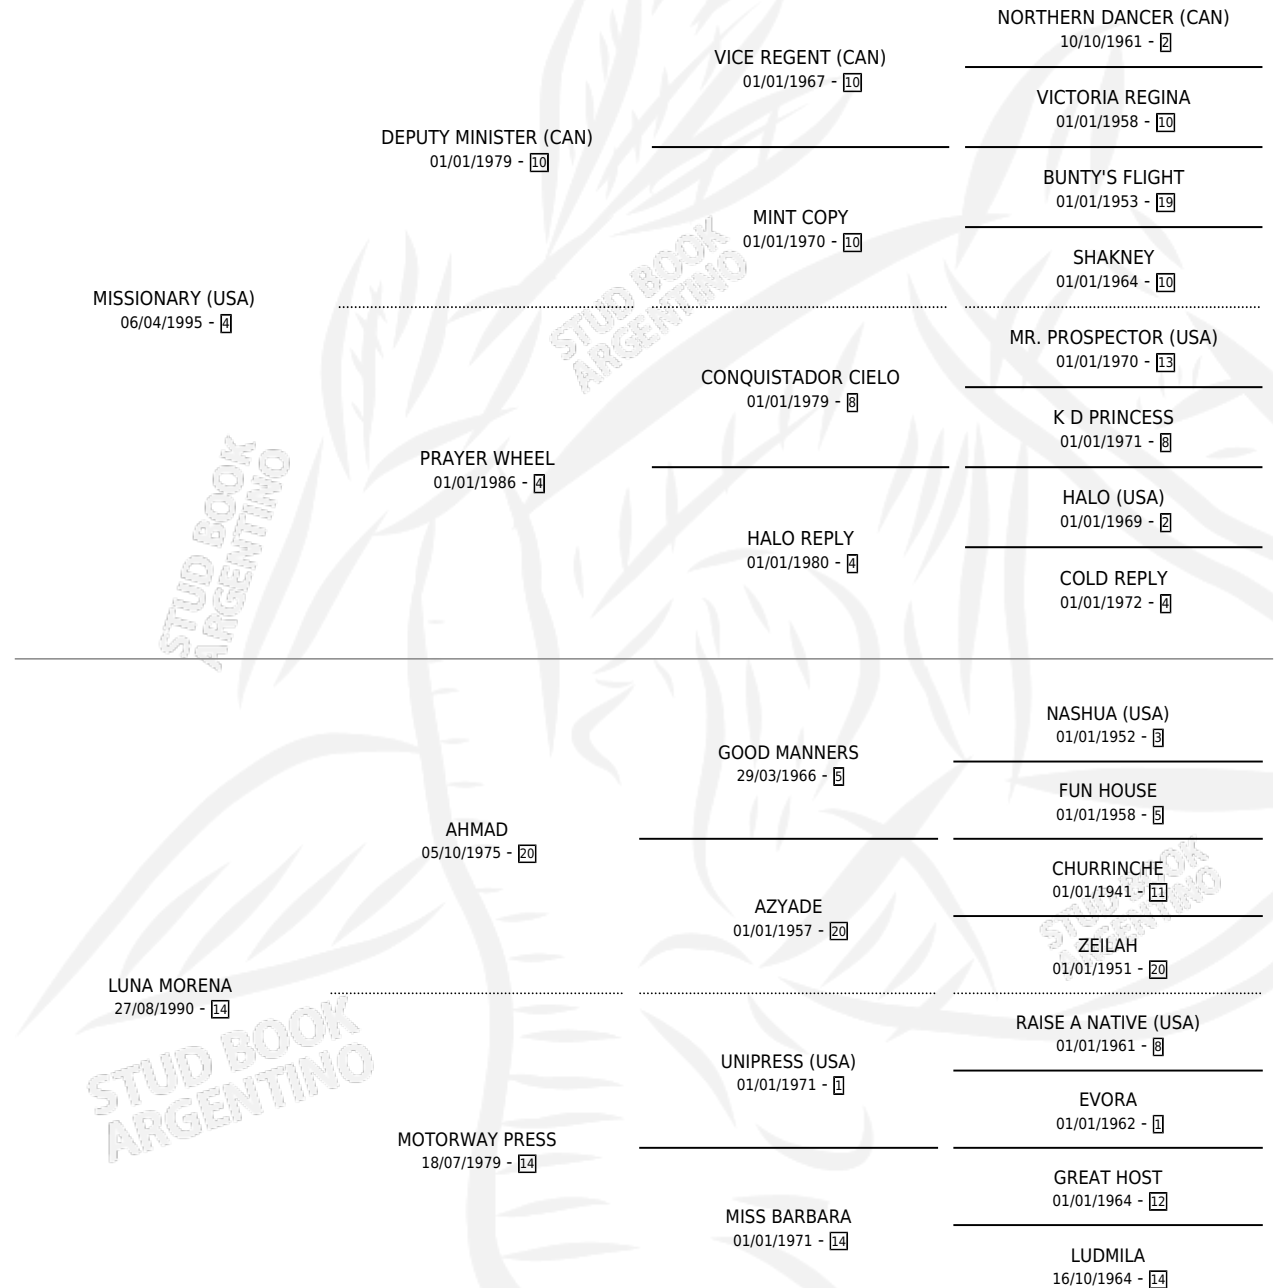 NORTHERN DANCER (CAN)
10/10/1961 - 2
VICE REGENT (CAN)
01/01/1967 - 10
VICTORIA REGINA
01/01/1958 - 10
DEPUTY MINISTER (CAN)
01/01/1979 - 10
BUNTY'S FLIGHT
01/01/1953 - 19
MINT COPY
01/01/1970 - 10
SHAKNEY
01/01/1964 - 10
MISSIONARY (USA)
06/04/1995 - 4
MR. PROSPECTOR (USA)
01/01/1970 - 13
CONQUISTADOR CIELO
01/01/1979 - 8
K D PRINCESS
01/01/1971 - 8
PRAYER WHEEL
01/01/1986 - 4
HALO (USA)
01/01/1969 - 2
HALO REPLY
01/01/1980 - 4
COLD REPLY
01/01/1972 - 4
NASHUA (USA)
01/01/1952 - 3
GOOD MANNERS
29/03/1966 - 5
FUN HOUSE
01/01/1958 - 5
AHMAD
05/10/1975 - 20
CHURRINCHE
01/01/1941 - 11
AZYADE
01/01/1957 - 20
ZEILAH
01/01/1951 - 20
LUNA MORENA
27/08/1990 - 14
RAISE A NATIVE (USA)
01/01/1961 - 8
UNIPRESS (USA)
01/01/1971 - 1
EVORA
01/01/1962 - 1
MOTORWAY PRESS
18/07/1979 - 14
GREAT HOST
01/01/1964 - 12
MISS BARBARA
01/01/1971 - 14
LUDMILA
16/10/1964 - 14
STUD BOOK
ARGENTINO
STUD BOOK
ARGENTINO
STUD BOOK
ARGENTINO
STUD BOOK
ARGENTINO